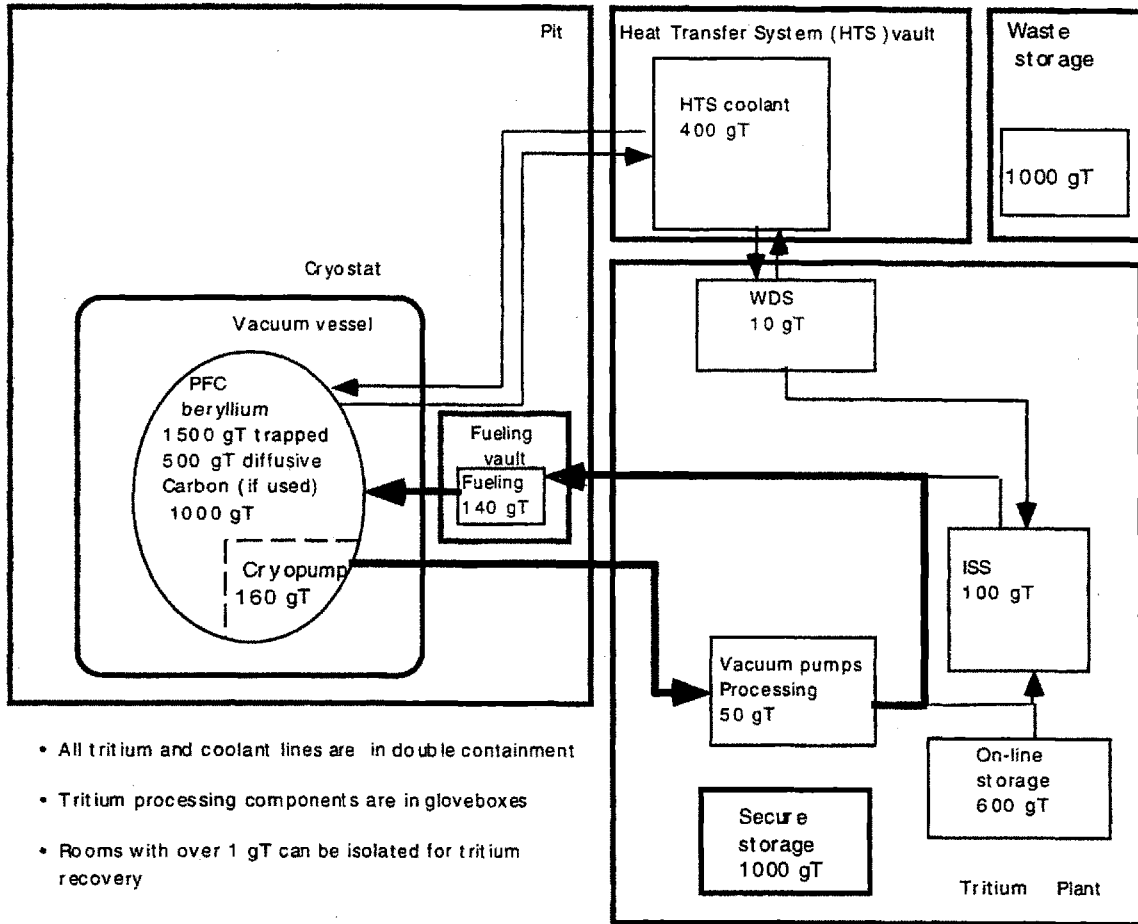 Pit
Heat Transfer System (HTS) vault
HTS coolant
400 gT
Waste
storage
1000 gT
Cryostat
Vacuum vessel
PFC
beryllium
1500 gT trapped
500 gT diffusive
Carbon (if used)
1000 gT
Cryopump
160 gT
Fueling
vault
Fueling
140 gT
WDS
10 gT
ISS
100 gT
Vacuum pumps
Processing
50 gT
On-line
storage
600 gT
Secure
storage
1000 gT
Tritium Plant
• All tritium and coolant lines are in double containment
• Tritium processing components are in gloveboxes
• Rooms with over 1 gT can be isolated for tritium
recovery